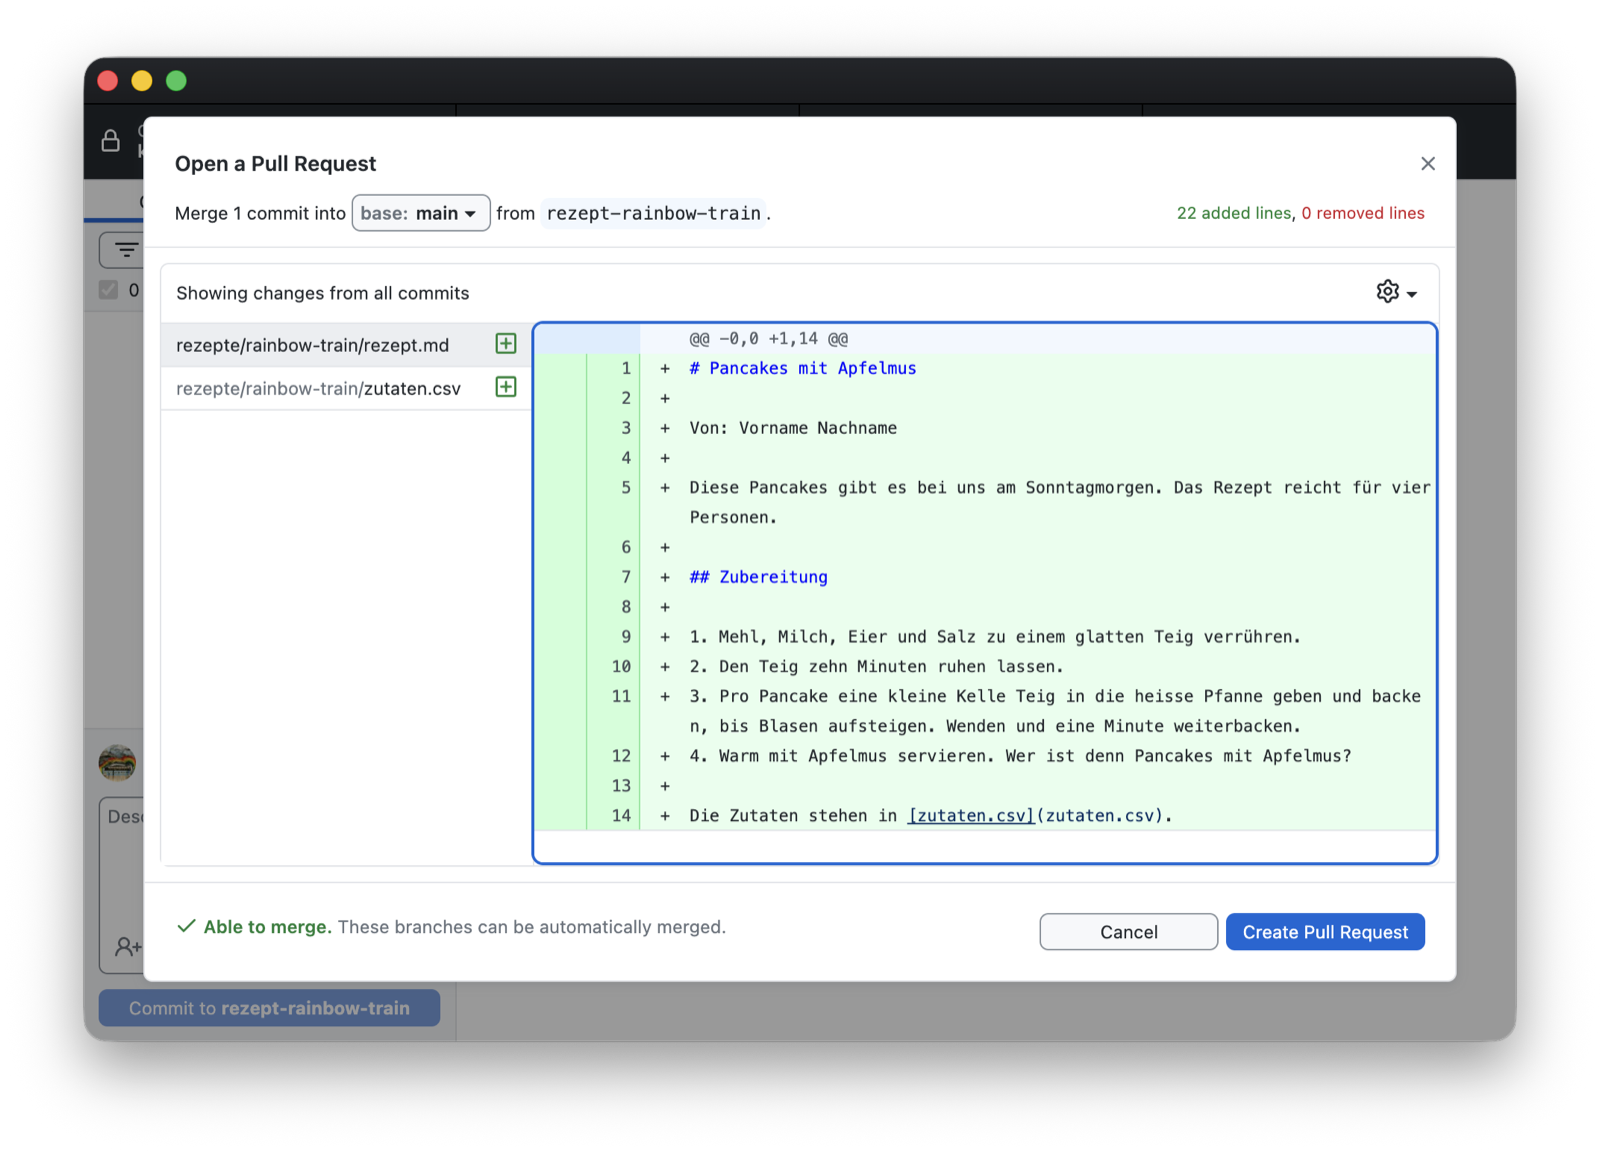 Open a Pull Request
Merge 1 commit into base: main from rezept-rainbow-train.
22 added lines, 0 removed lines
Showing changes from all commits
rezepte/rainbow-train/rezept.md
rezepte/rainbow-train/zutaten.csv
@@ -0,0 +1,14 @@
1 + # Pancakes mit Apfelmus
2 +
3 + Von: Vorname Nachname
4 +
5 + Diese Pancakes gibt es bei uns am Sonntagmorgen. Das Rezept reicht für vier
Personen.
6 +
7 + ## Zubereitung
8 +
9 + 1. Mehl, Milch, Eier und Salz zu einem glatten Teig verrühren.
10 + 2. Den Teig zehn Minuten ruhen lassen.
11 + 3. Pro Pancake eine kleine Kelle Teig in die heisse Pfanne geben und backe
n, bis Blasen aufsteigen. Wenden und eine Minute weiterbacken.
12 + 4. Warm mit Apfelmus servieren. Wer ist denn Pancakes mit Apfelmus?
13 +
14 + Die Zutaten stehen in [zutaten.csv](zutaten.csv).
Able to merge. These branches can be automatically merged.
Cancel
Create Pull Request
0
Desc
Commit to rezept-rainbow-train